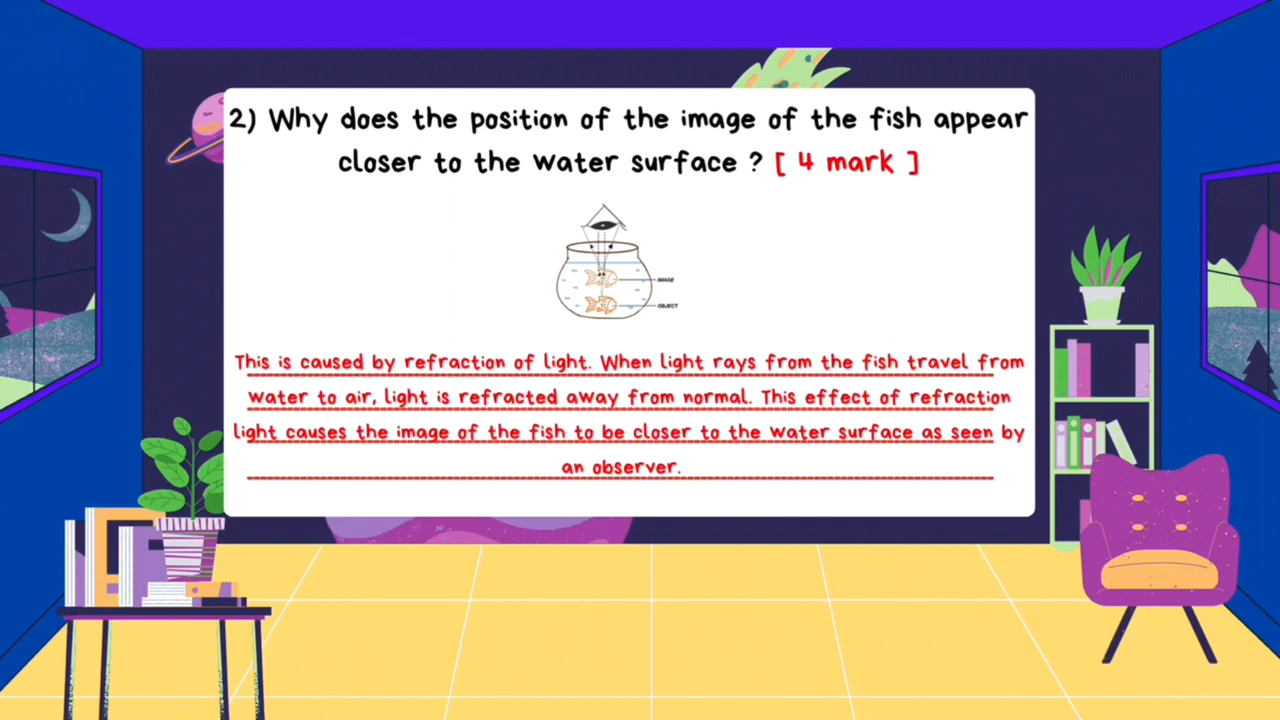 2) Why does the position of the image of the fish appear
closer to the water surface ? [ 4 mark ]
IMAGE
OBJECT
This is caused by refraction of light. When light rays from the fish travel from
water to air, light is refracted away from normal. This effect of refraction
light causes the image of the fish to be closer to the water surface as seen by
an observer.